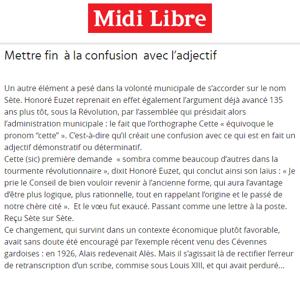 Midi Libre
Mettre fin à la confusion avec l'adjectif
Un autre élément a pesé dans la volonté municipale de s'accorder sur le nom
Sète. Honoré Euzet reprenait en effet également l'argument déjà avancé 135
ans plus tôt, sous la Révolution, par l'assemblée qui présidait alors
l'administration municipale : le fait que l'orthographe Cette « équivoque le
pronom "cette" ». C'est-à-dire qu'il créait une confusion avec ce qui est en fait un
adjectif démonstratif ou déterminatif.
Cette (sic) première demande « sombra comme beaucoup d'autres dans la
tourmente révolutionnaire », dixit Honoré Euzet, qui conclut ainsi son laïus : « Je
prie le Conseil de bien vouloir revenir à l'ancienne forme, qui aura l'avantage
d'être plus logique, plus rationnelle, tout en rappelant l'origine et le passé de
notre chère cité ». Et le vœu fut exaucé. Passant comme une lettre à la poste.
Reçu Sète sur Sète.
Ce changement, qui survint dans un contexte économique plutôt favorable,
avait sans doute été encouragé par l'exemple récent venu des Cévennes
gardoises : en 1926, Alais redevenait Alès. Mais il s'agissait là de rectifier l'erreur
de retranscription d'un scribe, commise sous Louis XIII, et qui avait perduré...